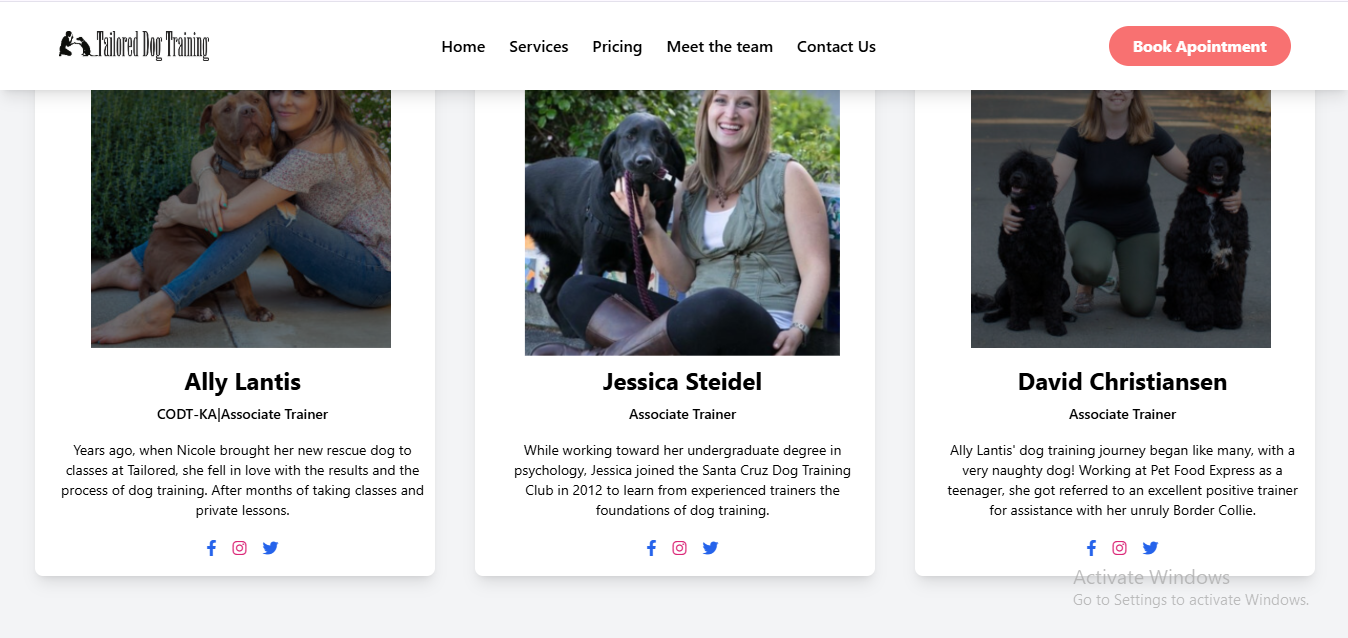 Tailored Dog Training
Home Services Pricing Meet the team Contact Us
Book Apointment
Ally Lantis
CODT-KA|Associate Trainer
Years ago, when Nicole brought her new rescue dog to
classes at Tailored, she fell in love with the results and the
process of dog training. After months of taking classes and
private lessons.
Jessica Steidel
Associate Trainer
While working toward her undergraduate degree in
psychology, Jessica joined the Santa Cruz Dog Training
Club in 2012 to learn from experienced trainers the
foundations of dog training.
David Christiansen
Associate Trainer
Ally Lantis' dog training journey began like many, with a
very naughty dog! Working at Pet Food Express as a
teenager, she got referred to an excellent positive trainer
for assistance with her unruly Border Collie.
Activate Windows
Go to Settings to activate Windows.